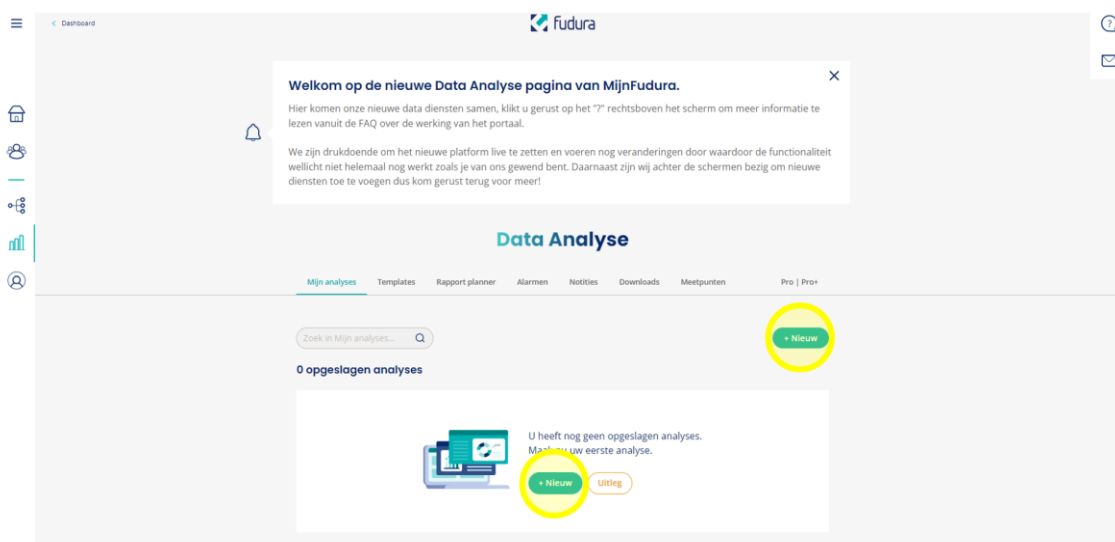 Dashboard
fudura
Welkom op de nieuwe Data Analyse pagina van MijnFudura.
Hier komen onze nieuwe data diensten samen, klikt u gerust op het "?" rechtsboven het scherm om meer informatie te
lezen vanuit de FAQ over de werking van het portaal.
We zijn drukdoende om het nieuwe platform live te zetten en voeren nog veranderingen door waardoor de functionaliteit
wellicht niet helemaal nog werkt zoals je van ons gewend bent. Daarnaast zijn wij achter de schermen bezig om nieuwe
diensten toe te voegen dus kom gerust terug voor meer!
Data Analyse
Mijn analyses Templates Rapport planner Alarmen Notities Downloads Meetpunten Pro | Pro+
Zoek in Mijn analyses...
+ Nieuw
0 opgeslagen analyses
U heeft nog geen opgeslagen analyses.
uw eerste analyse.
+ Nieuw Uitleg